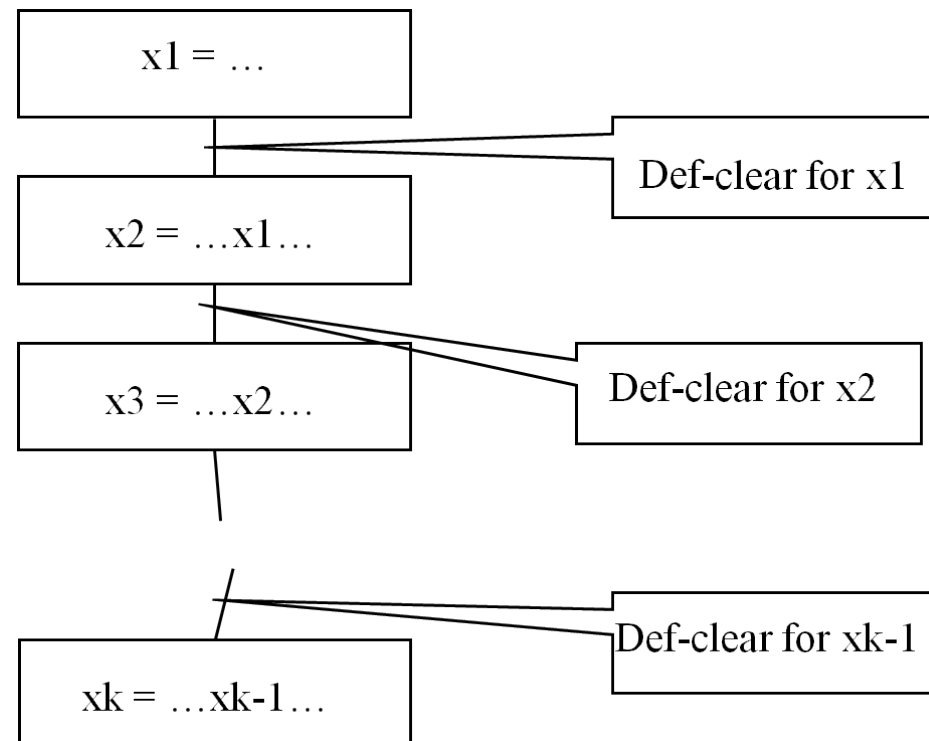 x1 = …
Def-clear for x1
x2 = …x1…
Def-clear for x2
x3 = …x2…
Def-clear for xk-1
xk = …xk-1…